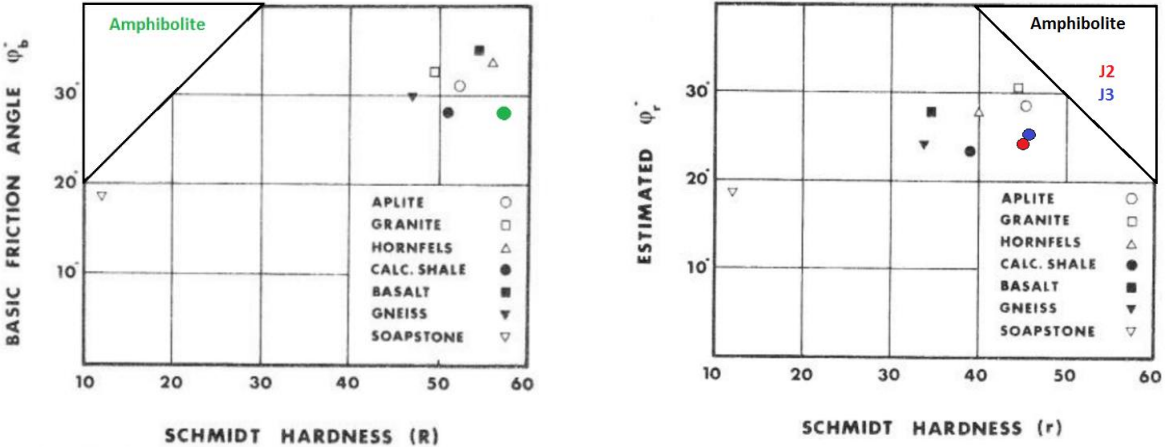 Amphibolite
BASIC FRICTION ANGLE φ°b
30°
20°
10°
APLITE
GRANITE
HORNFELS
CALC. SHALE
BASALT
GNEISS
SOAPSTONE
10 20 30 40 50 60
SCHMIDT HARDNESS (R)
Amphibolite
J2
J3
ESTIMATED φ°r
30°
20°
10°
APLITE
GRANITE
HORNFELS
CALC. SHALE
BASALT
GNEISS
SOAPSTONE
10 20 30 40 50 60
SCHMIDT HARDNESS (r)